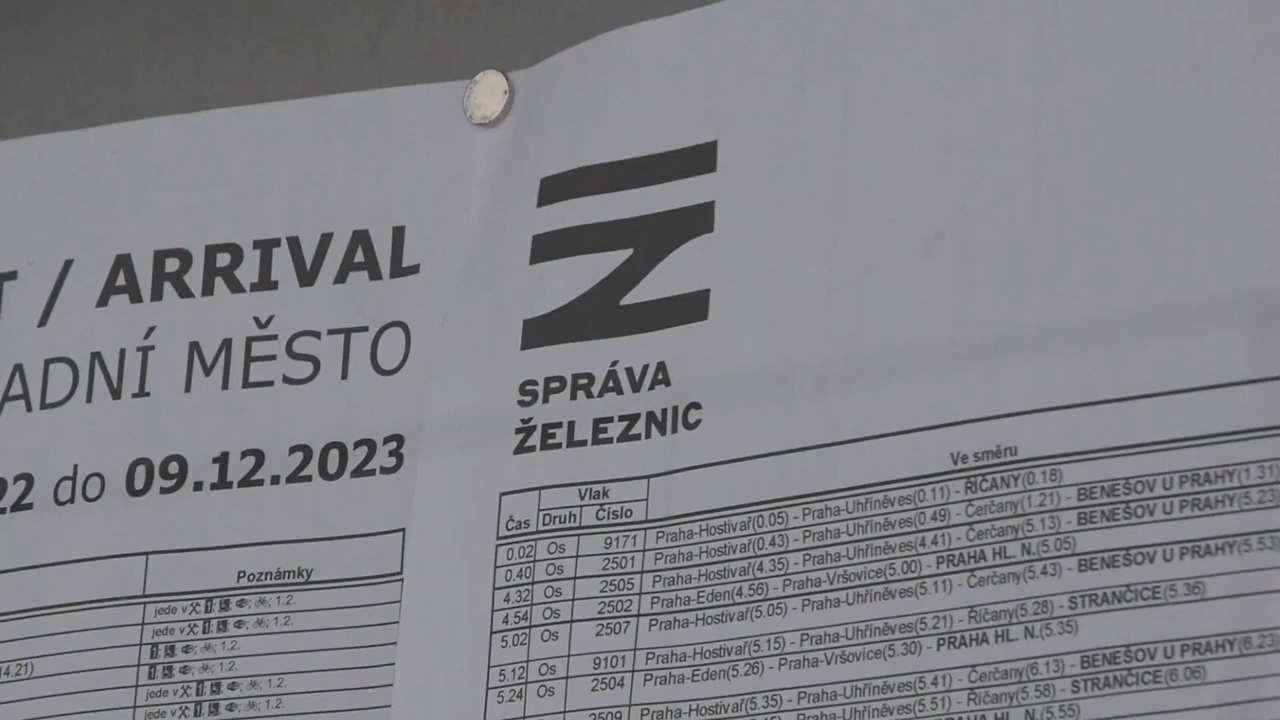 T / ARRIVAL
ADNÍ MĚSTO
22 do 09.12.2023
Poznámky
jede v
; 1.2.
jede v
; 1.2.
; 1.2.
(4.21)
; 1.2.
jede v
; 1.2.
jede v
; 1.2.
SPRÁVA
ŽELEZNIC
Čas Vlak Ve směru
Druh Číslo
0.02 Os 9171 Praha-Hostivař(0.05) - Praha-Uhříněves(0.11) - ŘÍČANY(0.18)
0.40 Os 2501 Praha-Hostivař(0.43) - Praha-Uhříněves(0.49) - Čerčany(1.21) - BENEŠOV U PRAHY(1.31)
4.32 Os 2505 Praha-Hostivař(4.35) - Praha-Uhříněves(4.41) - Čerčany(5.13) - BENEŠOV U PRAHY(5.23)
4.54 Os 2502 Praha-Eden(4.56) - Praha-Vršovice(5.00) - PRAHA HL. N.(5.05)
5.02 Os 2507 Praha-Hostivař(5.05) - Praha-Uhříněves(5.11) - Čerčany(5.43) - BENEŠOV U PRAHY(5.53)
5.12 Os 9101 Praha-Hostivař(5.15) - Praha-Uhříněves(5.21) - Říčany(5.28) - STRANČICE(5.36)
5.24 Os 2504 Praha-Eden(5.26) - Praha-Vršovice(5.30) - PRAHA HL. N.(5.35)
2509 Praha-Hostivař(5.35) - Praha-Uhříněves(5.41) - Čerčany(6.13) - BENEŠOV U PRAHY(6.23)
(5.51) - Říčany(5.58) - STRANČICE(6.06)
HL. N.(5.55)